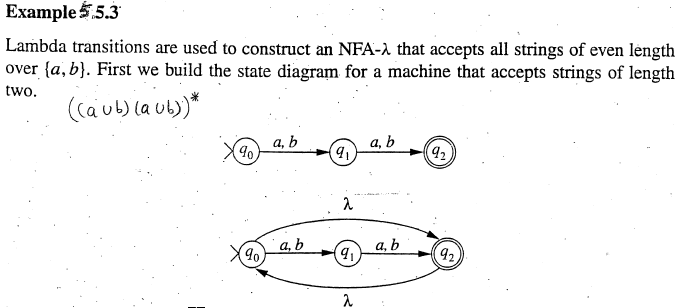 Example 5.5.3
Lambda transitions are used to construct an NFA-λ that accepts all strings of even length
over {a, b}. First we build the state diagram for a machine that accepts strings of length
two.
((a∪b)(a∪b))*
q₀ a, b q₁ a, b q₂
λ
q₀ a, b q₁ a, b q₂
λ